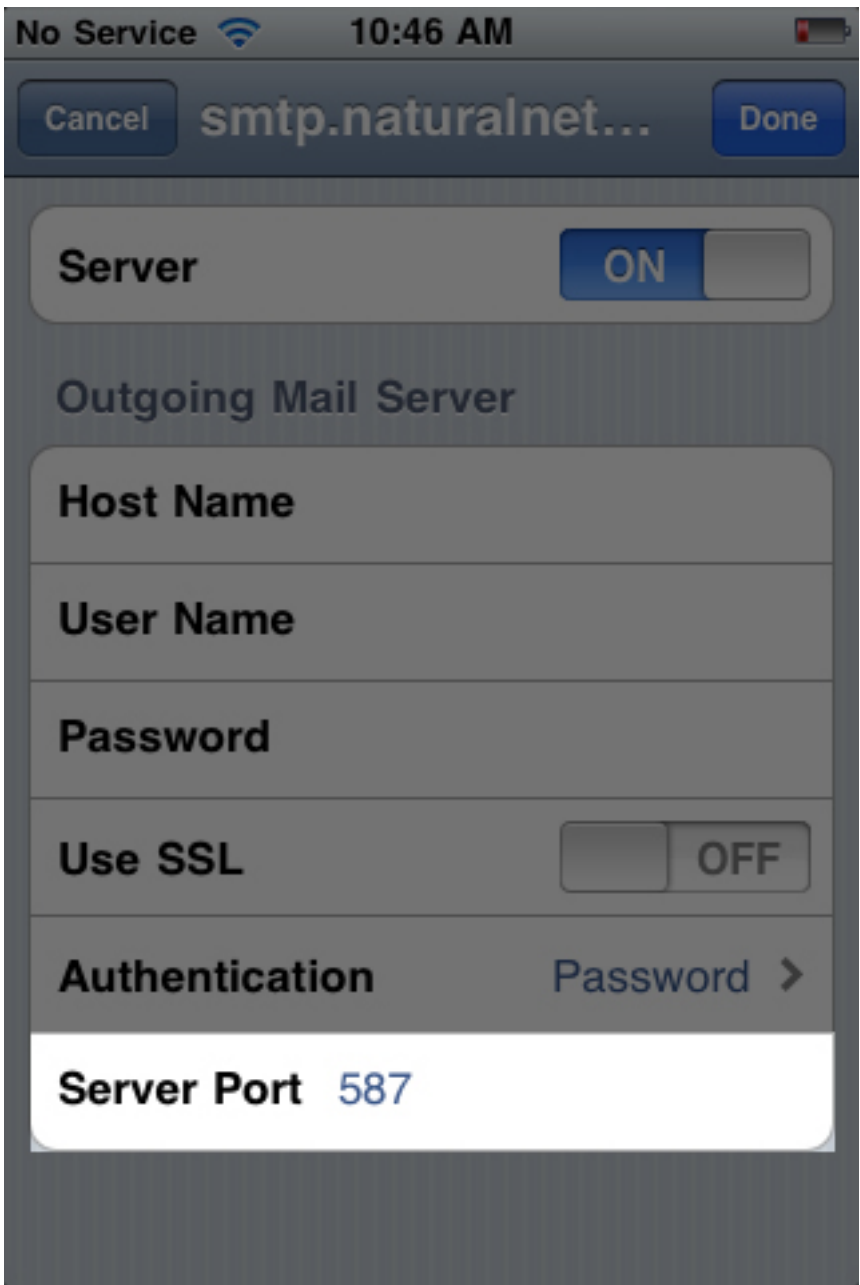 No Service 10:46 AM
Cancel smtp.naturalnet... Done
Server ON
Outgoing Mail Server
Host Name
User Name
Password
Use SSL OFF
Authentication Password >
Server Port 587